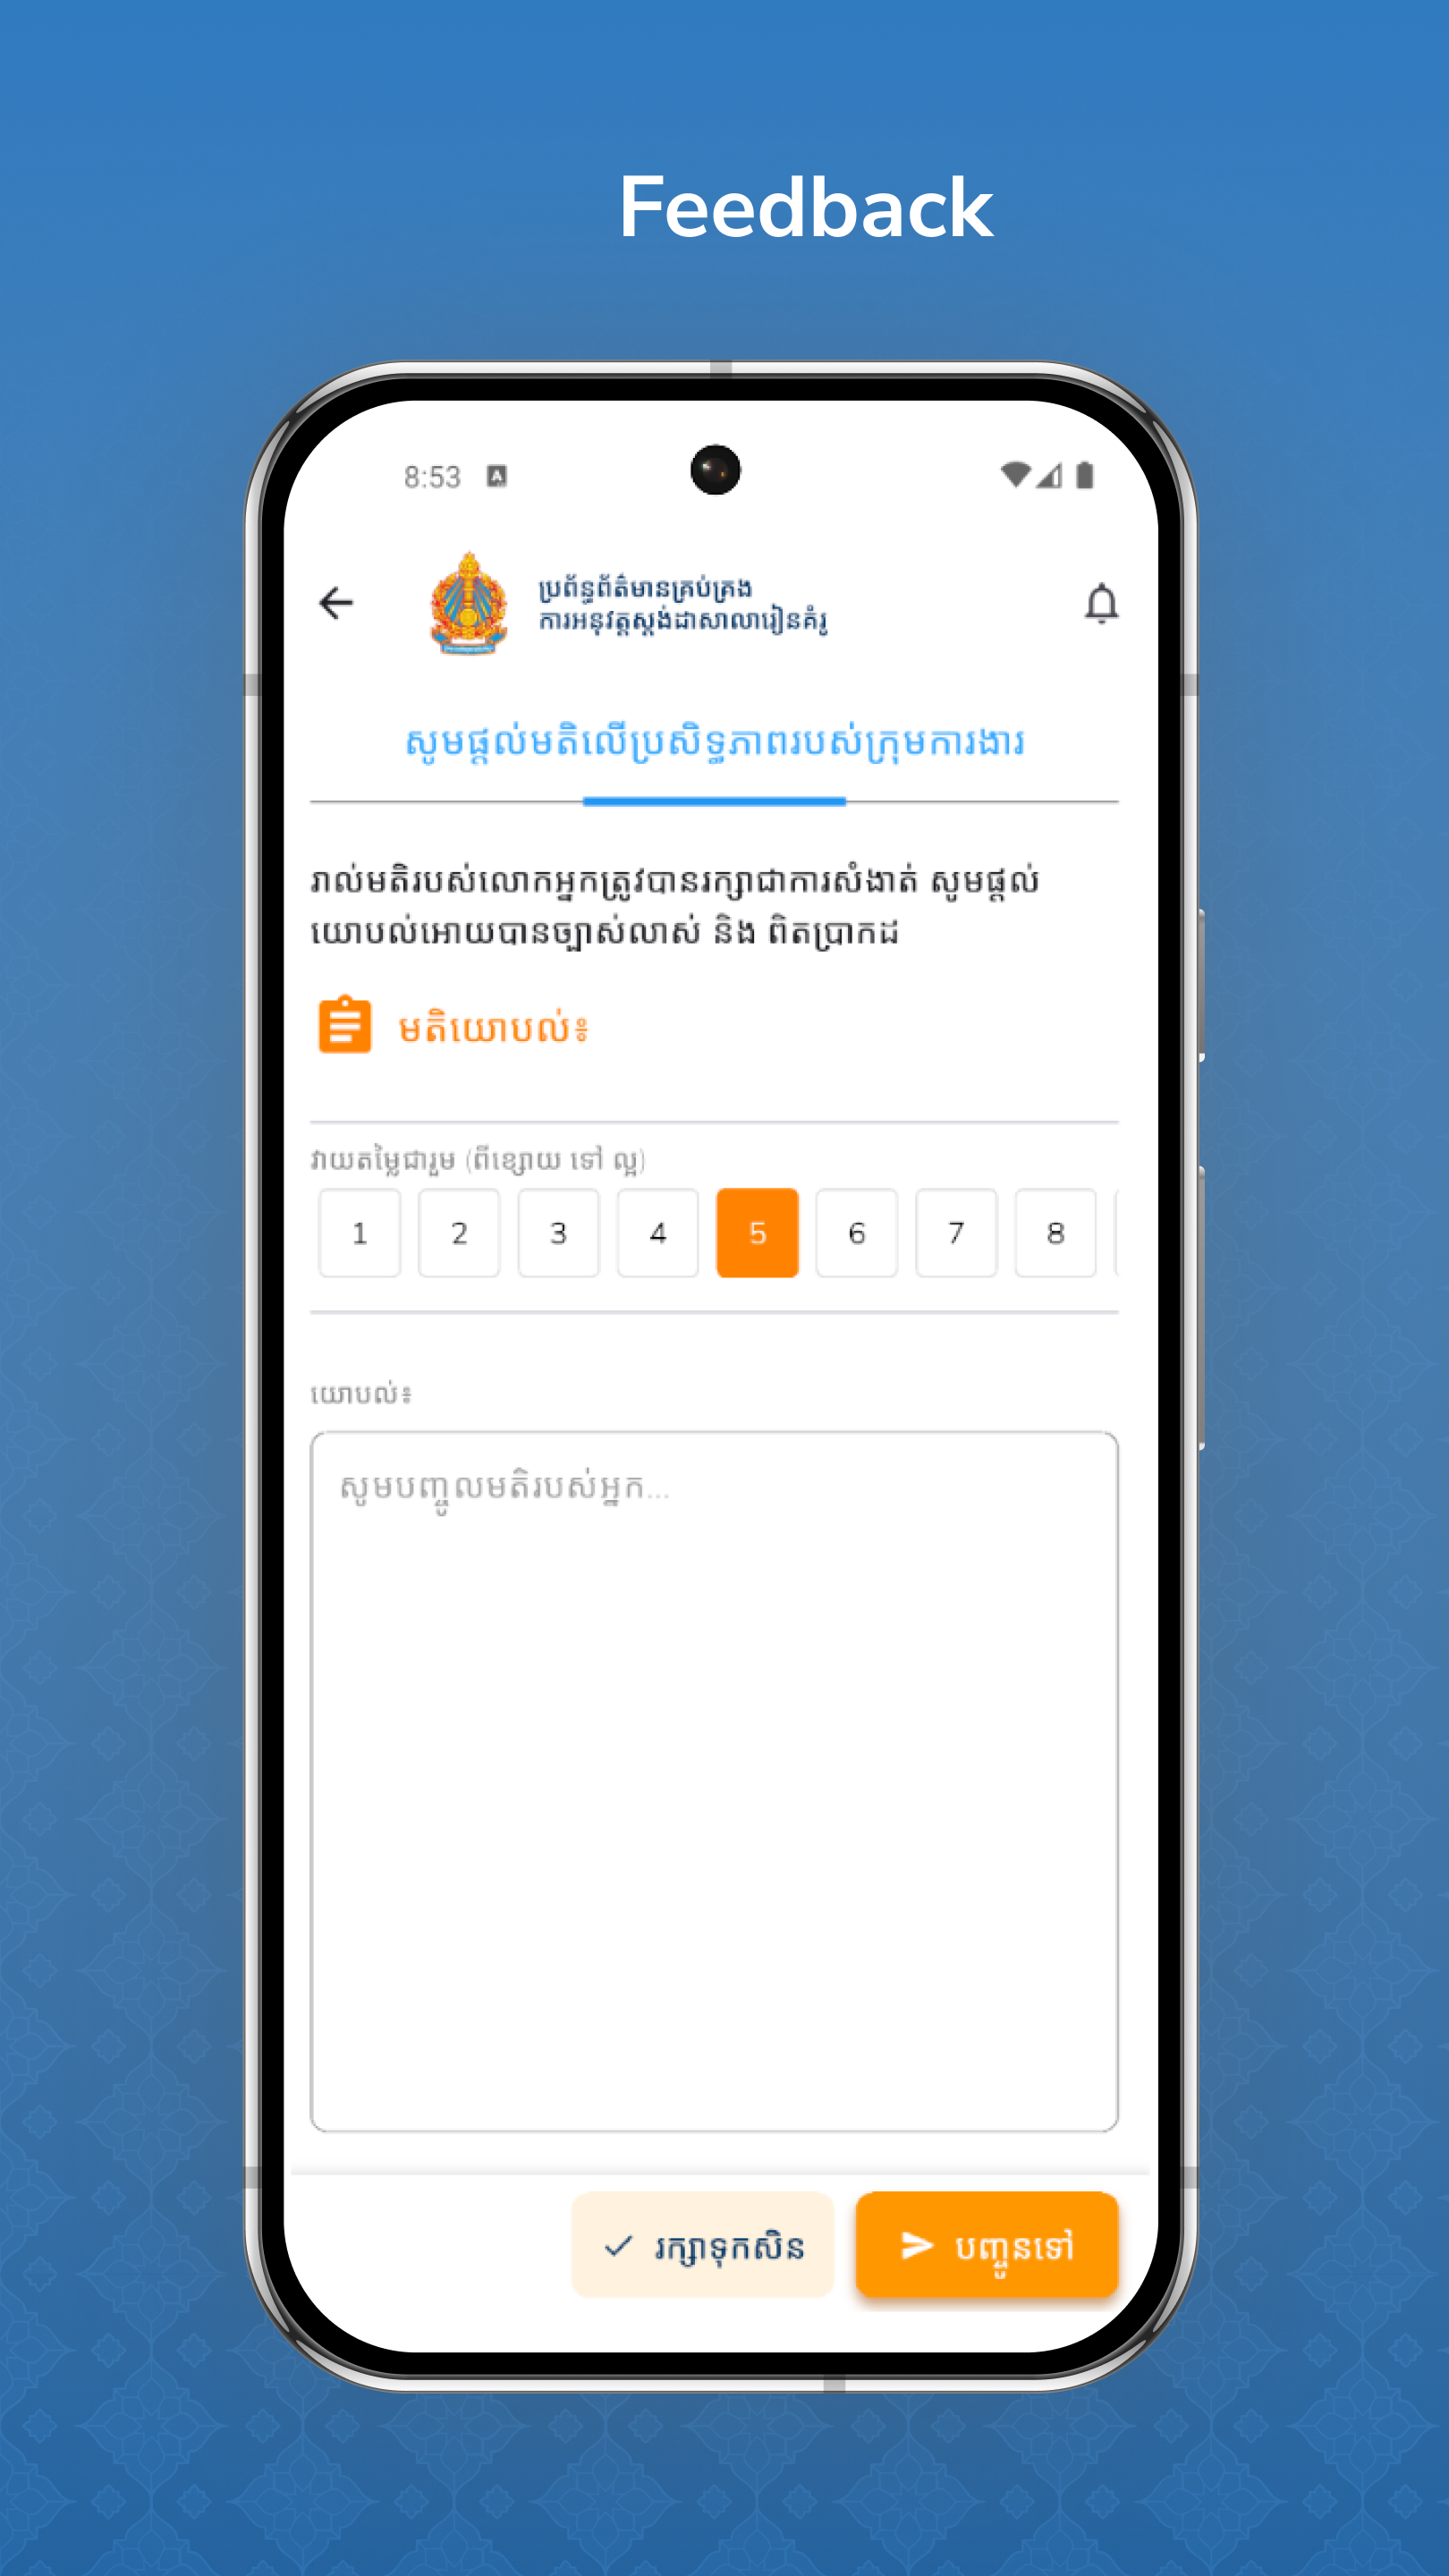 Feedback
8:53
ប្រព័ន្ធព័ត៌មានគ្រប់គ្រង
ការអនុវត្តស្តង់ដាសាលារៀនគំរូ
សូមផ្តល់មតិលើប្រសិទ្ធភាពរបស់ក្រុមការងារ
រាល់មតិរបស់លោកអ្នកត្រូវបានរក្សាជាការសំងាត់ សូមផ្តល់
យោបល់អោយបានច្បាស់លាស់ និង ពិតប្រាកដ
មតិយោបល់៖
វាយតម្លៃជារួម (ពីខ្សោយ ទៅ ល្អ)
1 2 3 4 5 6 7 8
យោបល់៖
សូមបញ្ចូលមតិរបស់អ្នក...
រក្សាទុកសិន
បញ្ជូនទៅ